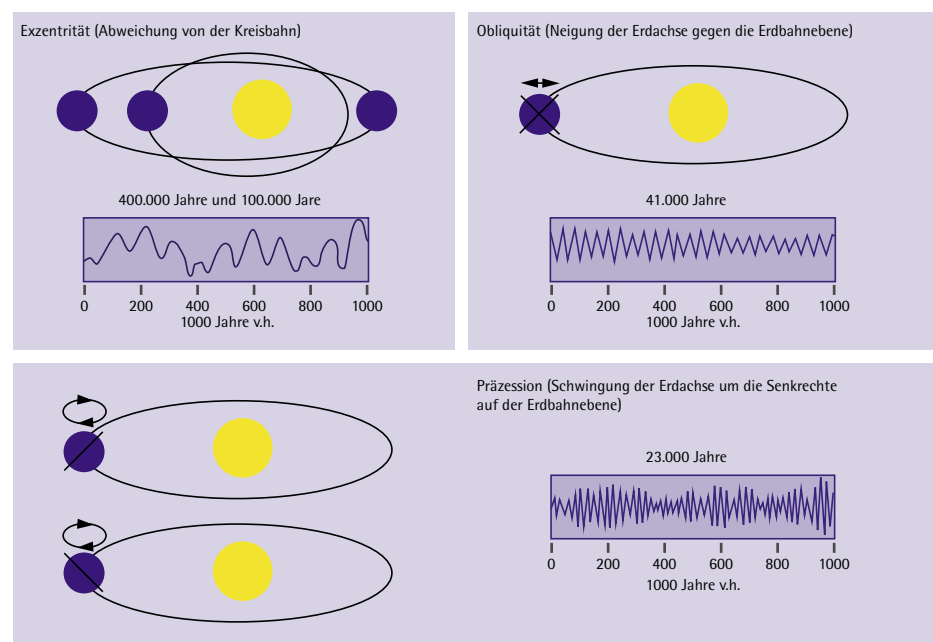 Exzentrität (Abweichung von der Kreisbahn)
400.000 Jahre und 100.000 Jare
0 200 400 600 800 1000
1000 Jahre v.h.
Obliquität (Neigung der Erdachse gegen die Erdbahnebene)
41.000 Jahre
0 200 400 600 800 1000
1000 Jahre v.h.
Präzession (Schwingung der Erdachse um die Senkrechte
auf der Erdbahnebene)
23.000 Jahre
0 200 400 600 800 1000
1000 Jahre v.h.